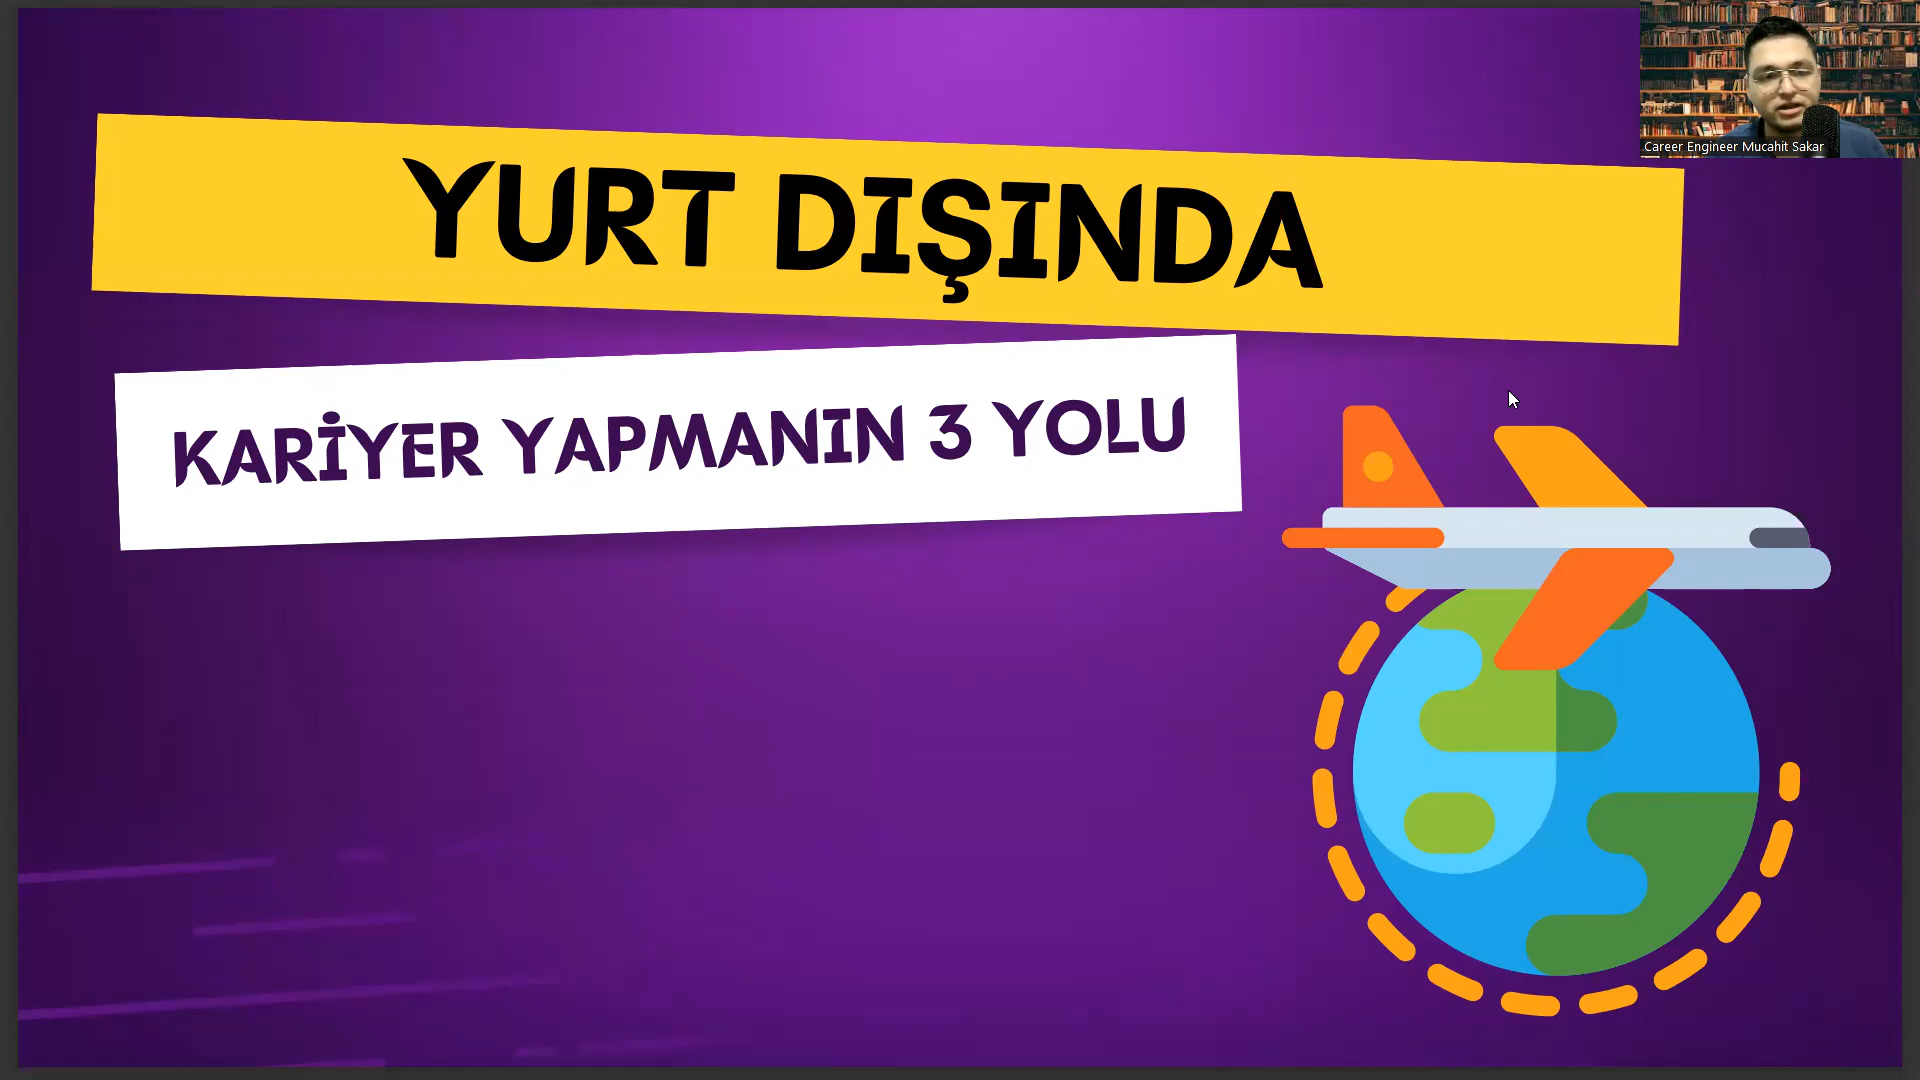 Career Engineer Mucahit Sakar
YURT DIŞINDA
KARİYER YAPMANIN 3 YOLU